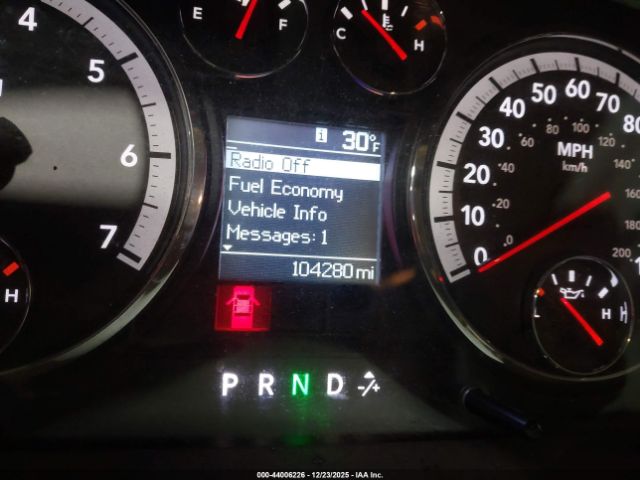 4
5
6
7
H
E F
C H
i 30°F
Radio Off
Fuel Economy
Vehicle Info
Messages: 1
104280 mi
P R N D -/+
0 10 20 30 40 50 60 70 80
MPH
km/h
0 40 60 80 100 120 140 160 180 200
H
000-44006226 - 12/23/2025 - IAA Inc.